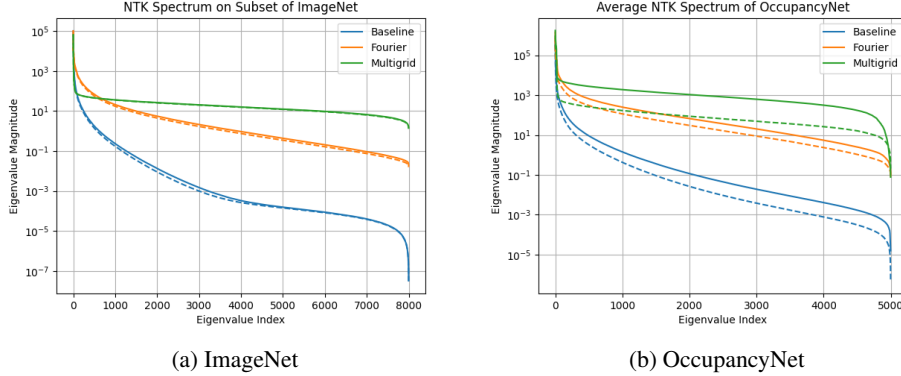 NTK Spectrum on Subset of ImageNet
10^5
10^3
10^1
10^-1
10^-3
10^-5
10^-7
Eigenvalue Magnitude
0 1000 2000 3000 4000 5000 6000 7000 8000
Eigenvalue Index
Baseline
Fourier
Multigrid
(a) ImageNet
Average NTK Spectrum of OccupancyNet
10^5
10^3
10^1
10^-1
10^-3
10^-5
Eigenvalue Magnitude
0 1000 2000 3000 4000 5000
Eigenvalue Index
Baseline
Fourier
Multigrid
(b) OccupancyNet